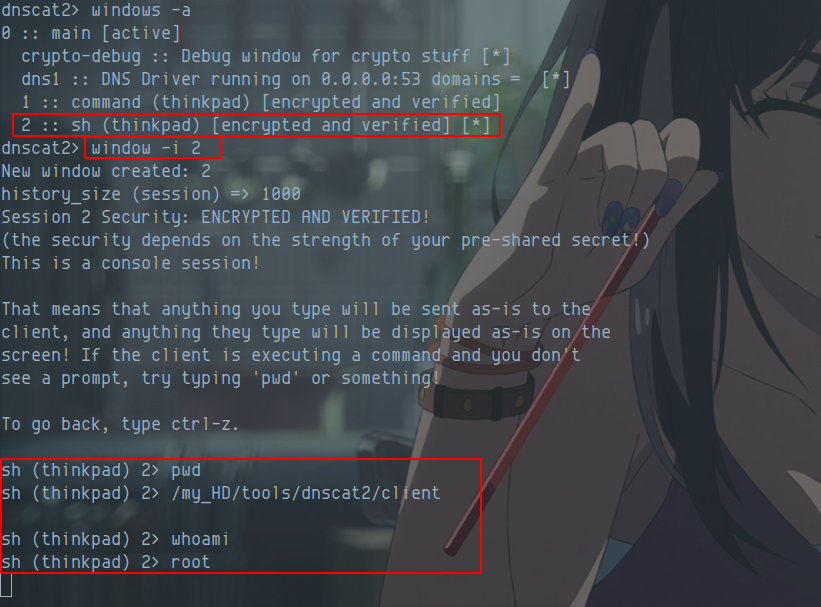 dnscat2> windows -a
0 :: main [active]
crypto-debug :: Debug window for crypto stuff [*]
dns1 :: DNS Driver running on 0.0.0.0:53 domains =  [*]
1 :: command (thinkpad) [encrypted and verified]
2 :: sh (thinkpad) [encrypted and verified] [*]
dnscat2> window -i 2
New window created: 2
history_size (session) => 1000
Session 2 Security: ENCRYPTED AND VERIFIED!
(the security depends on the strength of your pre-shared secret!)
This is a console session!
That means that anything you type will be sent as-is to the
client, and anything they type will be displayed as-is on the
screen! If the client is executing a command and you don't
see a prompt, try typing 'pwd' or something!
To go back, type ctrl-z.
sh (thinkpad) 2> pwd
sh (thinkpad) 2> /my_HD/tools/dnscat2/client
sh (thinkpad) 2> whoami
sh (thinkpad) 2> root